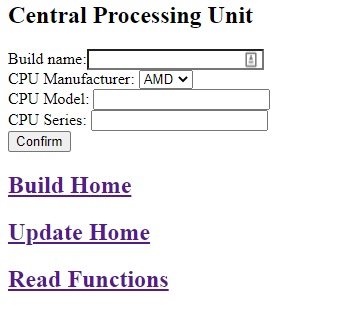 Central Processing Unit
Build name:
CPU Manufacturer: AMD
CPU Model:
CPU Series:
Confirm
Build Home
Update Home
Read Functions